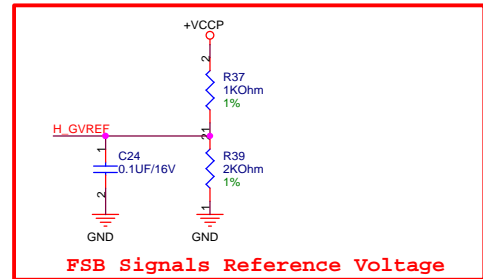 +VCCP
2
R37
1KOhm
1%
H_GVREF
1
2
1
C24
0.1UF/16V
R39
2KOhm
1%
2
1
GND
GND
FSB Signals Reference Voltage